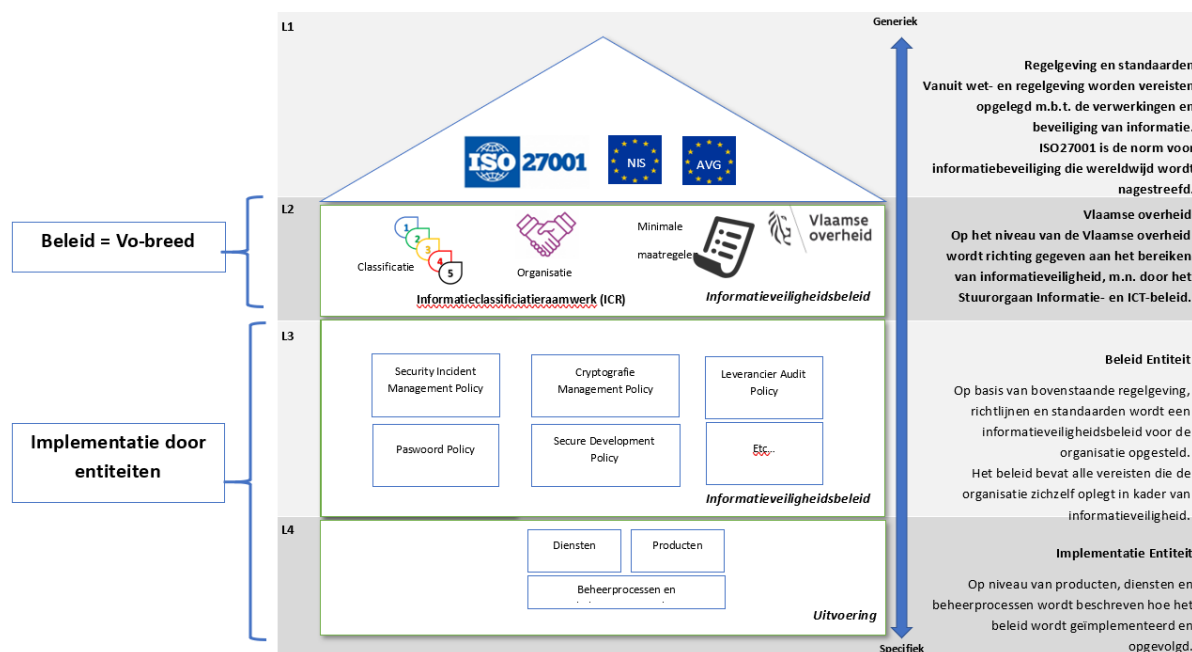 L1
Generiek
Regelgeving en standaarden
Vanuit wet- en regelgeving worden vereisten
opgelegd m.b.t. de verwerkingen en
beveiliging van informatie.
ISO27001 is de norm voor
informatiebeveiliging die wereldwijd wordt
nagestreefd.
ISO 27001
NIS
AVG
Beleid = Vo-breed
L2
1
2
3
4
5
Classificatie
Organisatie
Minimale
maatregele
Vlaamse
overheid
Informatieclassificiatieraamwerk (ICR)
Informatieveiligheidsbeleid
Vlaamse overheid
Op het niveau van de Vlaamse overheid
wordt richting gegeven aan het bereiken
van informatieveiligheid, m.n. door het
Stuurorgaan Informatie- en ICT-beleid.
Implementatie door
entiteiten
L3
Security Incident
Management Policy
Cryptografie
Management Policy
Leverancier Audit
Policy
Paswoord Policy
Secure Development
Policy
Etc…
Informatieveiligheidsbeleid
Beleid Entiteit
Op basis van bovenstaande regelgeving,
richtlijnen en standaarden wordt een
informatieveiligheidsbeleid voor de
organisatie opgesteld.
Het beleid bevat alle vereisten die de
organisatie zichzelf oplegt in kader van
informatieveiligheid.
L4
Diensten
Producten
Beheerprocessen en
Uitvoering
Implementatie Entiteit
Op niveau van producten, diensten en
beheerprocessen wordt beschreven hoe het
beleid wordt geïmplementeerd en
opgevolgd.
Specifiek